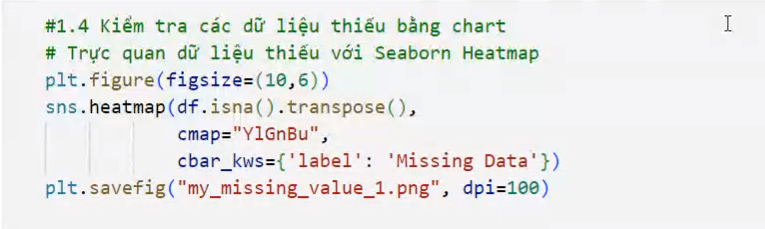 #1.4 Kiểm tra các dữ liệu thiếu bằng chart
# Trực quan dữ liệu thiếu với Seaborn Heatmap
plt.figure(figsize=(10,6))
sns.heatmap(df.isna().transpose(),
cmap="YlGnBu",
cbar_kws={'label': 'Missing Data'})
plt.savefig("my_missing_value_1.png", dpi=100)